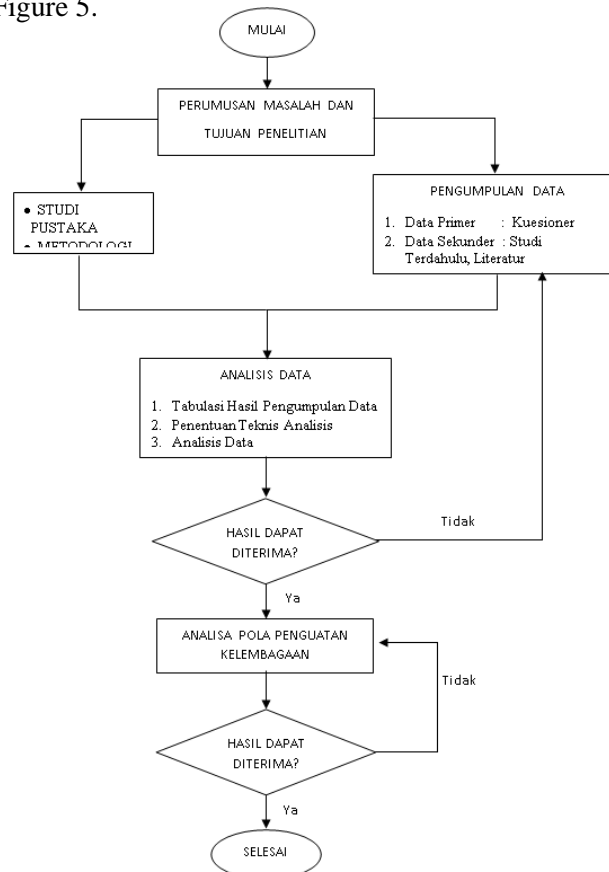 Figure 5.
MULAI
PERUMUSAN MASALAH DAN
TUJUAN PENELITIAN
• STUDI
PUSTAKA
• METODOLOGI
PENGUMPULAN DATA
1. Data Primer : Kuesioner
2. Data Sekunder : Studi
Terdahulu, Literatur
ANALISIS DATA
1. Tabulasi Hasil Pengumpulan Data
2. Penentuan Teknis Analisis
3. Analisis Data
HASIL DAPAT
DITERIMA?
Tidak
Ya
ANALISA POLA PENGUATAN
KELEMBAGAAN
Tidak
HASIL DAPAT
DITERIMA?
Ya
SELESAI